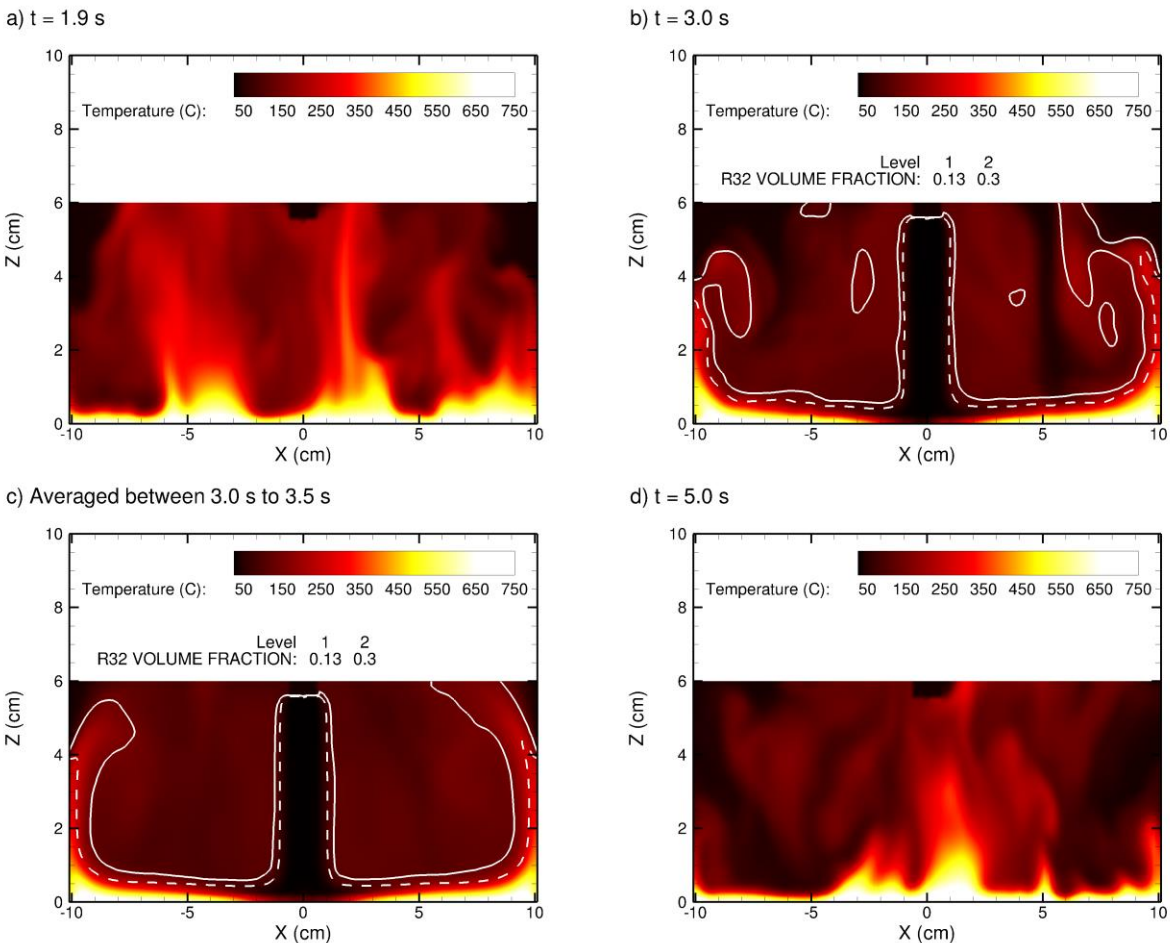 a) t = 1.9 s
10
8
6
4
2
0
Z (cm)
Temperature (C):
50 150 250 350 450 550 650 750
-10 -5 0 5 10
X (cm)
b) t = 3.0 s
10
8
6
4
2
0
Z (cm)
Temperature (C):
50 150 250 350 450 550 650 750
Level 1 2
R32 VOLUME FRACTION: 0.13 0.3
-10 -5 0 5 10
X (cm)
c) Averaged between 3.0 s to 3.5 s
10
8
6
4
2
0
Z (cm)
Temperature (C):
50 150 250 350 450 550 650 750
Level 1 2
R32 VOLUME FRACTION: 0.13 0.3
-10 -5 0 5 10
X (cm)
d) t = 5.0 s
10
8
6
4
2
0
Z (cm)
Temperature (C):
50 150 250 350 450 550 650 750
-10 -5 0 5 10
X (cm)